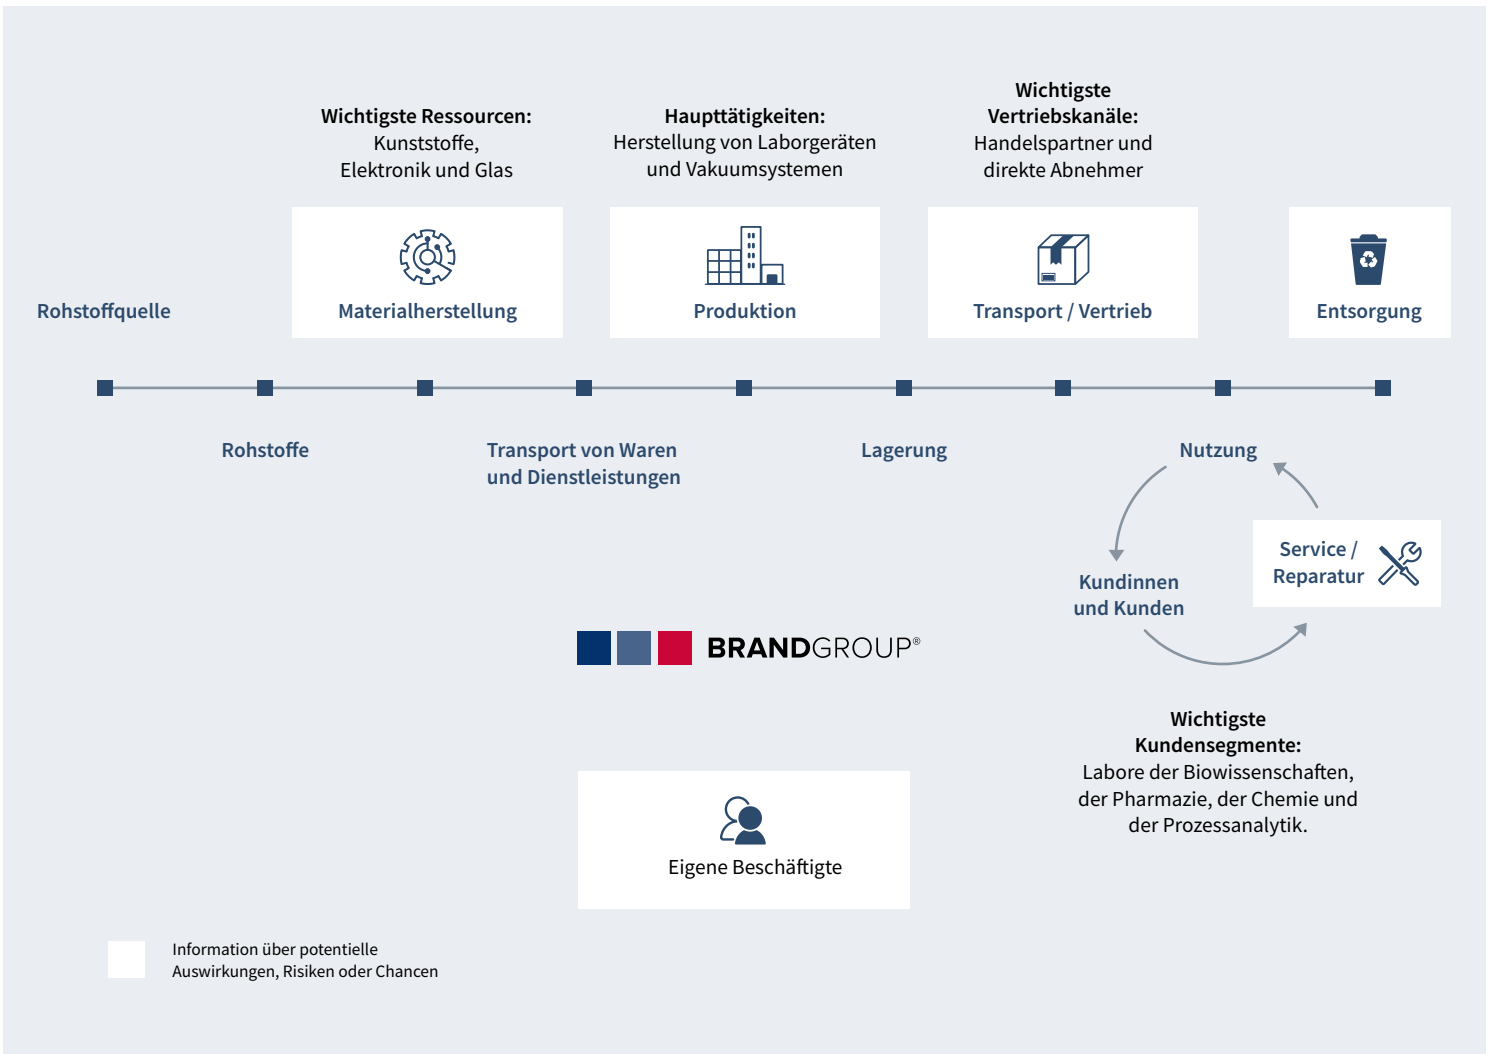 Wichtigste Ressourcen:
Kunststoffe,
Elektronik und Glas
Haupttätigkeiten:
Herstellung von Laborgeräten
und Vakuumsystemen
Wichtigste
Vertriebskanäle:
Handelspartner und
direkte Abnehmer
Rohstoffquelle
Materialherstellung
Produktion
Transport / Vertrieb
Entsorgung
Rohstoffe
Transport von Waren
und Dienstleistungen
Lagerung
Nutzung
Service /
Reparatur
Kundinnen
und Kunden
BRANDGROUP®
Wichtigste
Kundensegmente:
Labore der Biowissenschaften,
der Pharmazie, der Chemie und
der Prozessanalytik.
Eigene Beschäftigte
Information über potentielle
Auswirkungen, Risiken oder Chancen